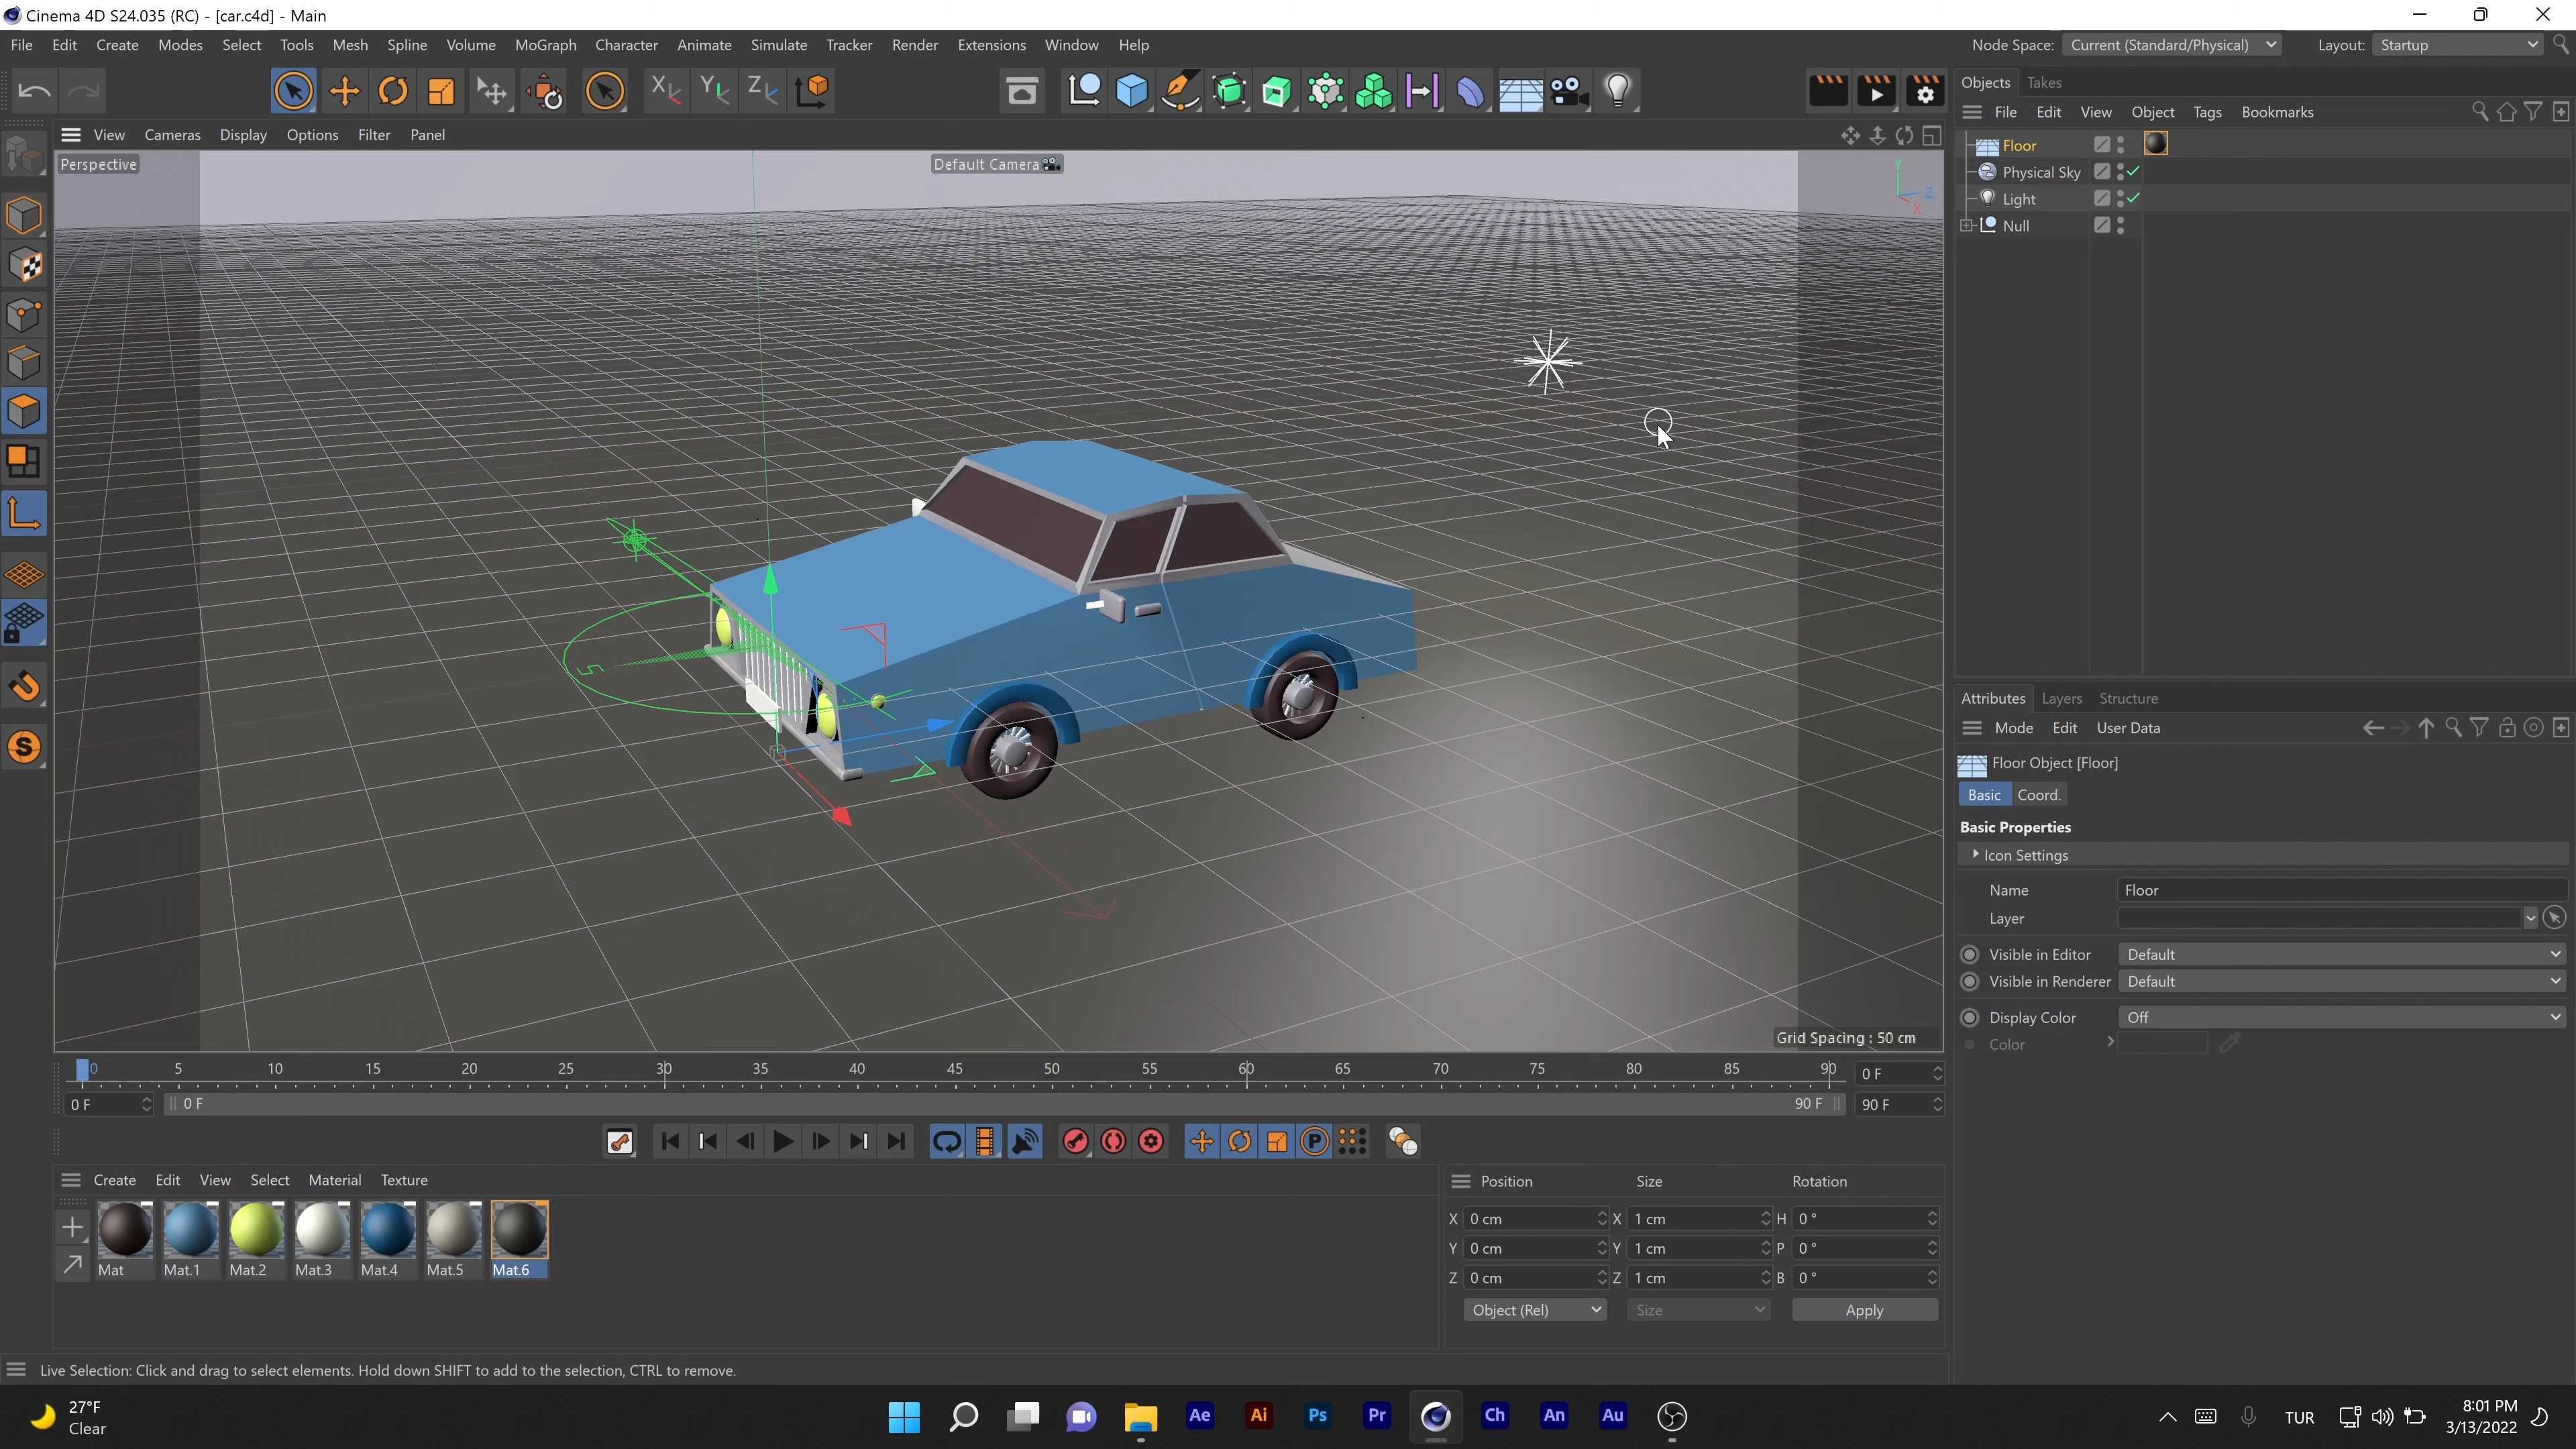 Cinema 4D S24.035 (RC) - [car.c4d] - Main
File Edit Create Modes Select Tools Mesh Spline Volume MoGraph Character Animate Simulate Tracker Render Extensions Window Help
Node Space: Current (Standard/Physical) Layout: Startup
X Y Z
Objects Takes
File Edit View Object Tags Bookmarks
View Cameras Display Options Filter Panel
Perspective
Default Camera
Y
Z
X
Floor
Physical Sky
Light
Null
Grid Spacing : 50 cm
Attributes Layers Structure
Mode Edit User Data
Floor Object [Floor]
Basic Coord.
Basic Properties
Icon Settings
Name Floor
Layer
Visible in Editor Default
Visible in Renderer Default
Display Color Off
Color
0 5 10 15 20 25 30 35 40 45 50 55 60 65 70 75 80 85 90 0 F
0 F 0 F 90 F 90 F
P
Create Edit View Select Material Texture
Mat Mat.1 Mat.2 Mat.3 Mat.4 Mat.5 Mat.6
Position Size Rotation
X 0 cm X 1 cm H 0 °
Y 0 cm Y 1 cm P 0 °
Z 0 cm Z 1 cm B 0 °
Object (Rel) Size Apply
Live Selection: Click and drag to select elements. Hold down SHIFT to add to the selection, CTRL to remove.
27°F
Clear
Ae Ai Ps Pr Ch An Au
TUR
8:01 PM
3/13/2022